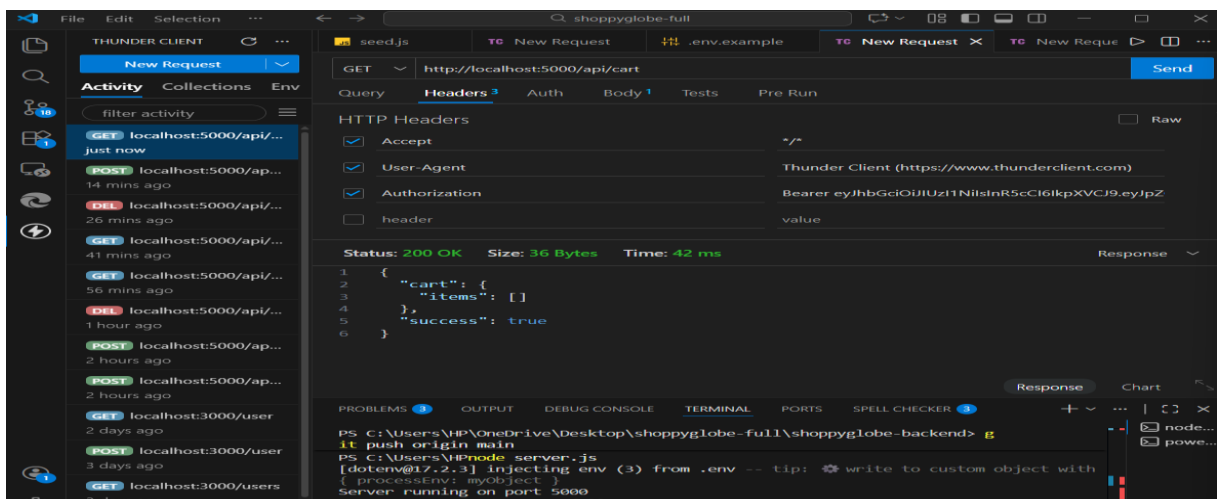 File Edit Selection ··· shoppyglobe-full
THUNDER CLIENT ···
New Request
Activity Collections Env
filter activity
GET localhost:5000/api/...
just now
POST localhost:5000/ap...
14 mins ago
DEL localhost:5000/api/...
26 mins ago
GET localhost:5000/api/...
41 mins ago
GET localhost:5000/api/...
56 mins ago
DEL localhost:5000/api/...
1 hour ago
POST localhost:5000/ap...
2 hours ago
POST localhost:5000/ap...
2 hours ago
GET localhost:3000/user
2 days ago
POST localhost:3000/user
3 days ago
GET localhost:3000/users
18
1
1
JS seed.js TC New Request .env.example TC New Request TC New Reque ···
GET http://localhost:5000/api/cart Send
Query Headers 3 Auth Body 1 Tests Pre Run
HTTP Headers Raw
Accept */*
User-Agent Thunder Client (https://www.thunderclient.com)
Authorization Bearer eyJhbGciOiJIUzI1NiIsInR5cCI6IkpXVCJ9.eyJpZ
header value
Status: 200 OK Size: 36 Bytes Time: 42 ms Response
1 {
2 "cart": {
3 "items": []
4 },
5 "success": true
6 }
Response Chart
PROBLEMS 3 OUTPUT DEBUG CONSOLE TERMINAL PORTS SPELL CHECKER 3 ···
PS C:\Users\HP\OneDrive\Desktop\shoppyglobe-full\shoppyglobe-backend> g
it push origin main
PS C:\Users\HPnode server.js
[dotenv@17.2.3] injecting env (3) from .env -- tip: ⚙ write to custom object with
{ processEnv: myObject }
Server running on port 5000
node...
powe...